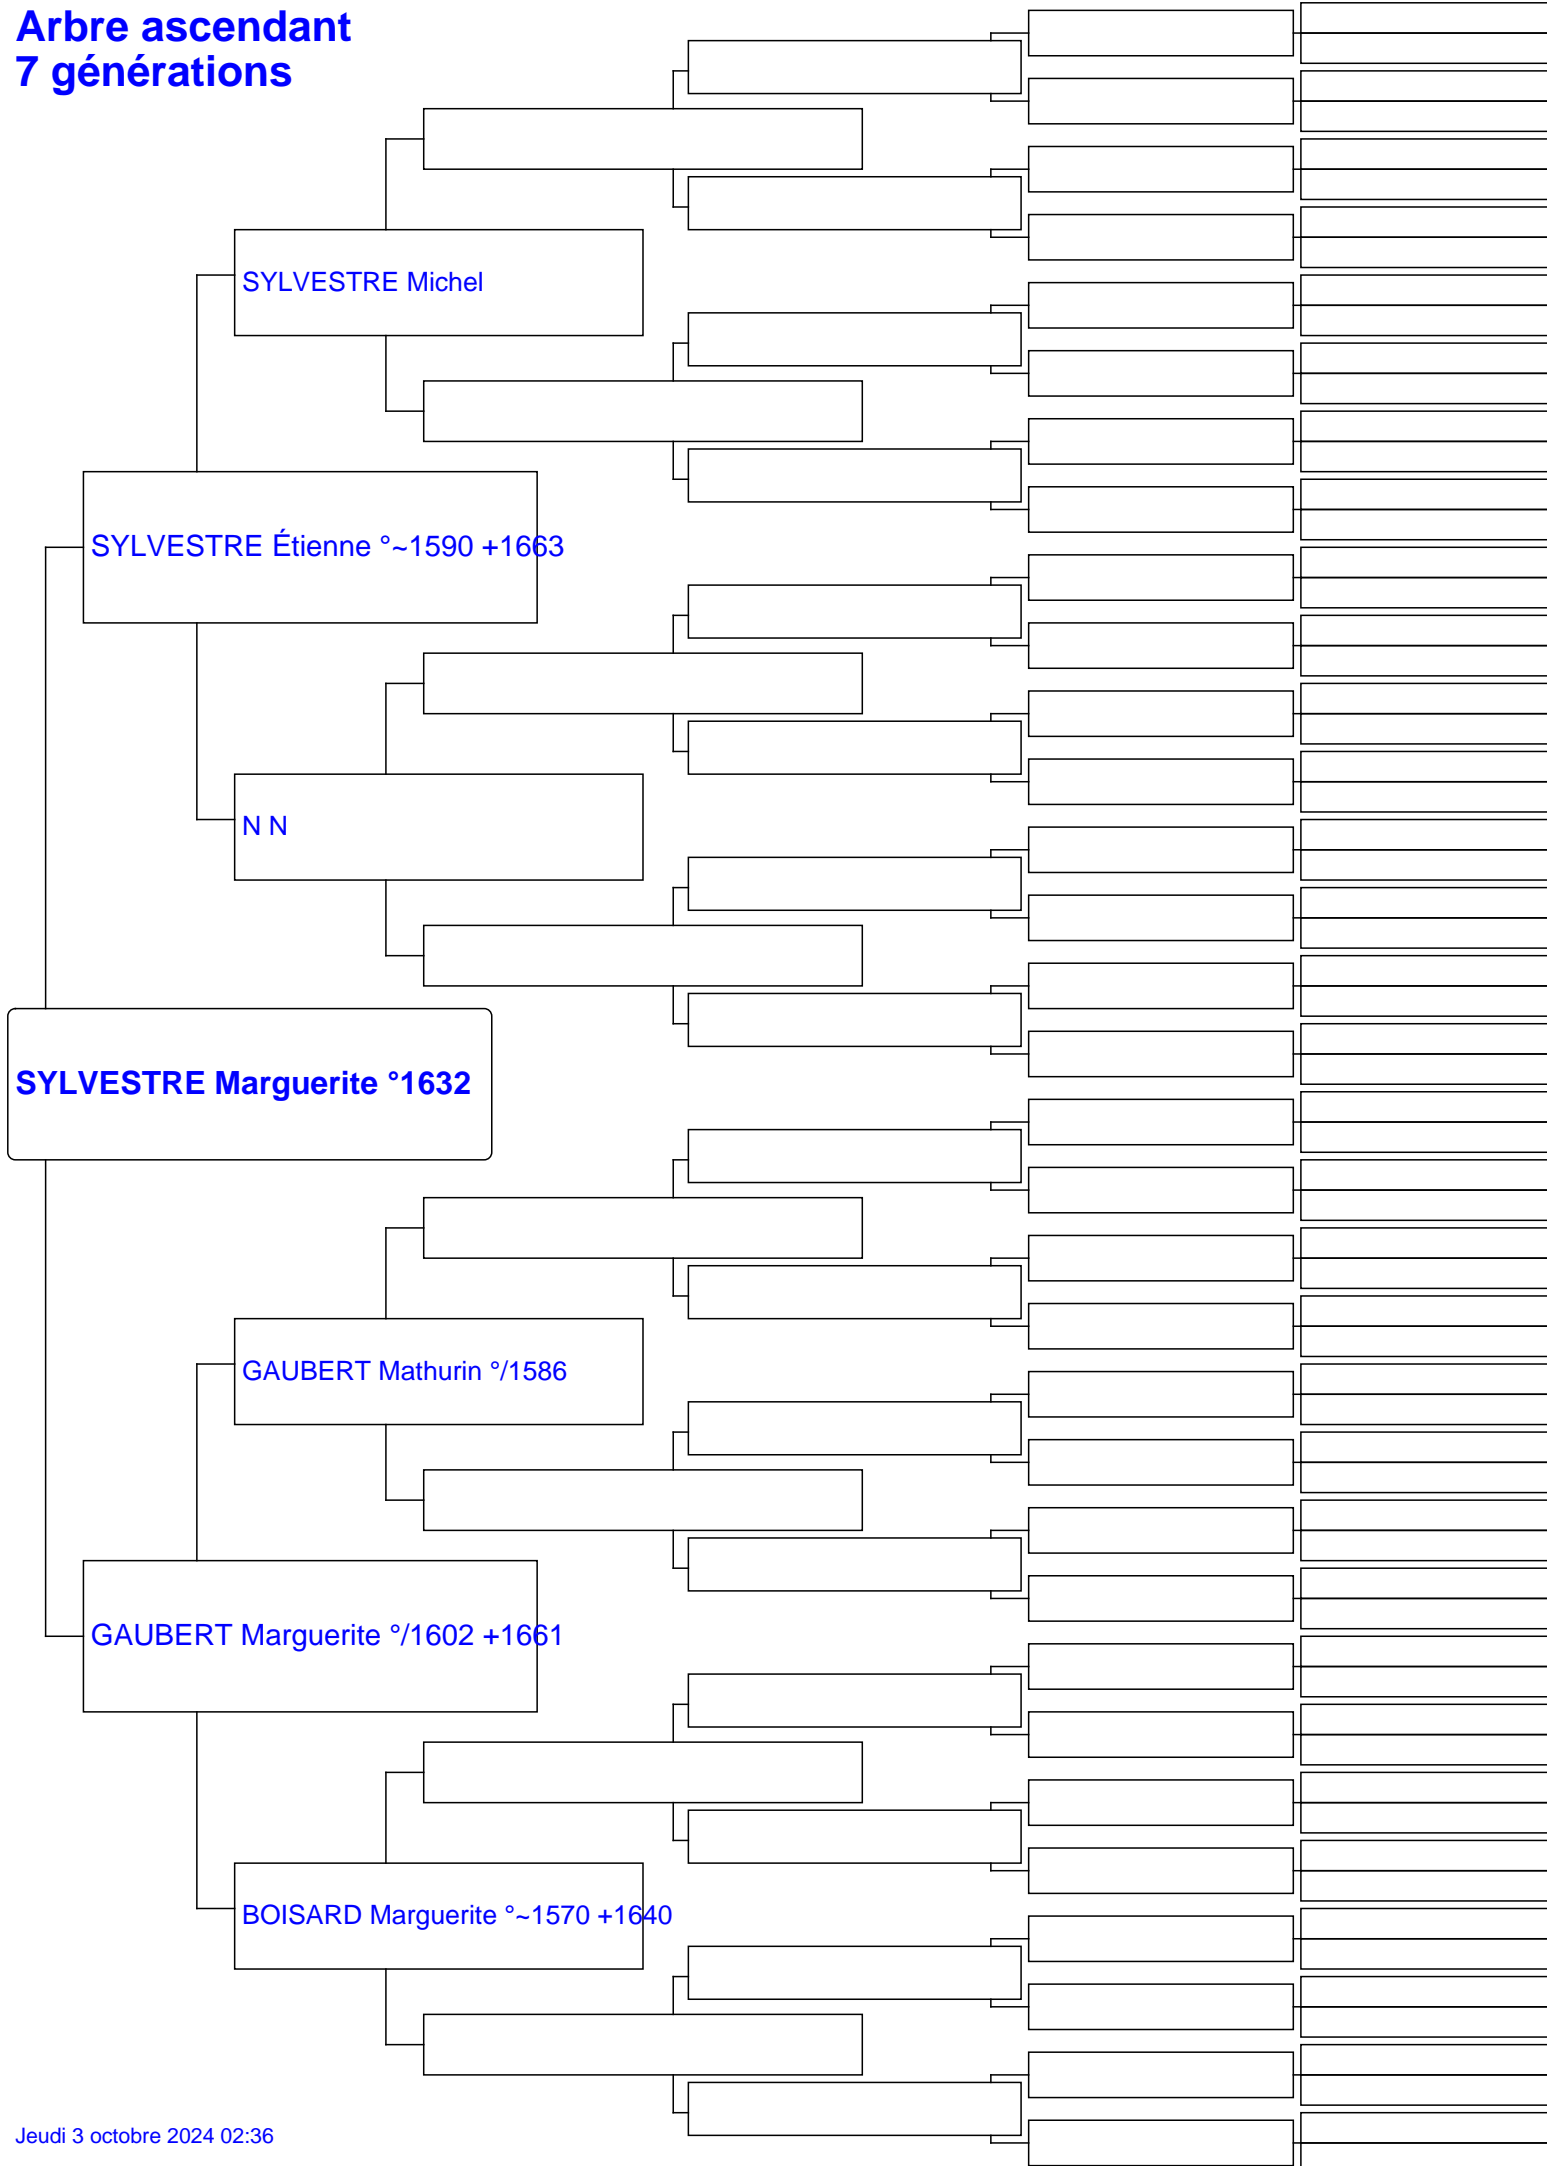 Arbre ascendant
7 générations
SYLVESTRE Michel
SYLVESTRE Étienne °~1590 +1663
N N
SYLVESTRE Marguerite °1632
GAUBERT Mathurin °/1586
GAUBERT Marguerite °/1602 +1661
BOISARD Marguerite °~1570 +1640
Jeudi 3 octobre 2024 02:36